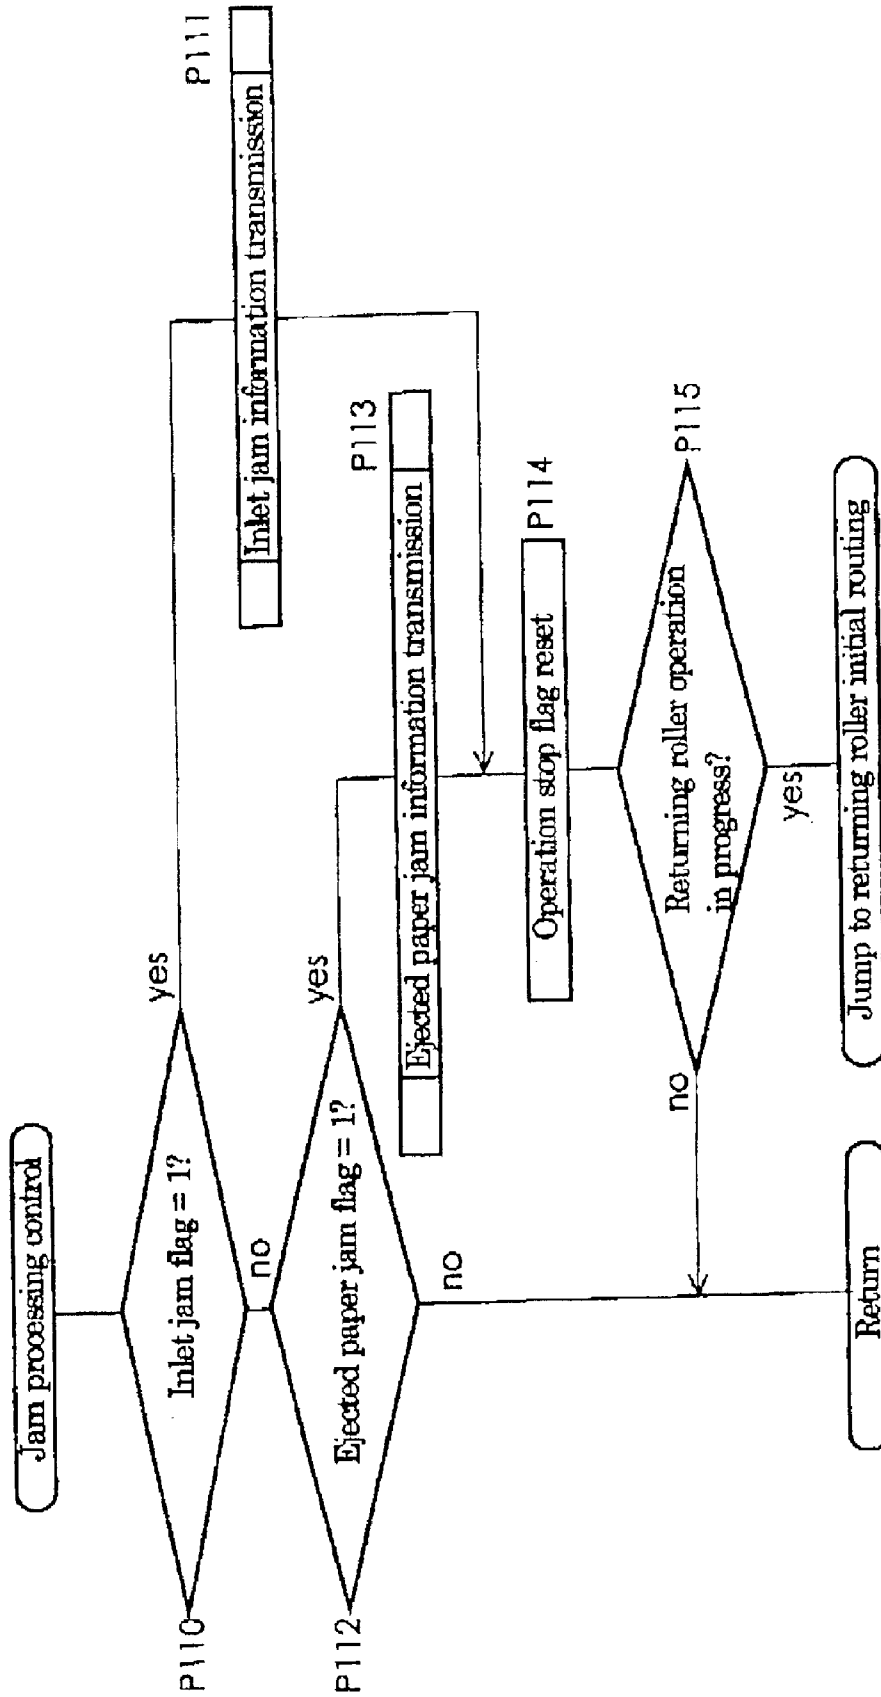 Jam processing control
P110
Inlet jam flag = 1?
yes
no
P111
Inlet jam information transmission
P112
Ejected paper jam flag = 1?
yes
no
P113
Ejected paper jam information transmission
Operation stop flag reset
P114
Returning roller operation
in progress?
P115
no
yes
Return
Jump to returning roller initial routing